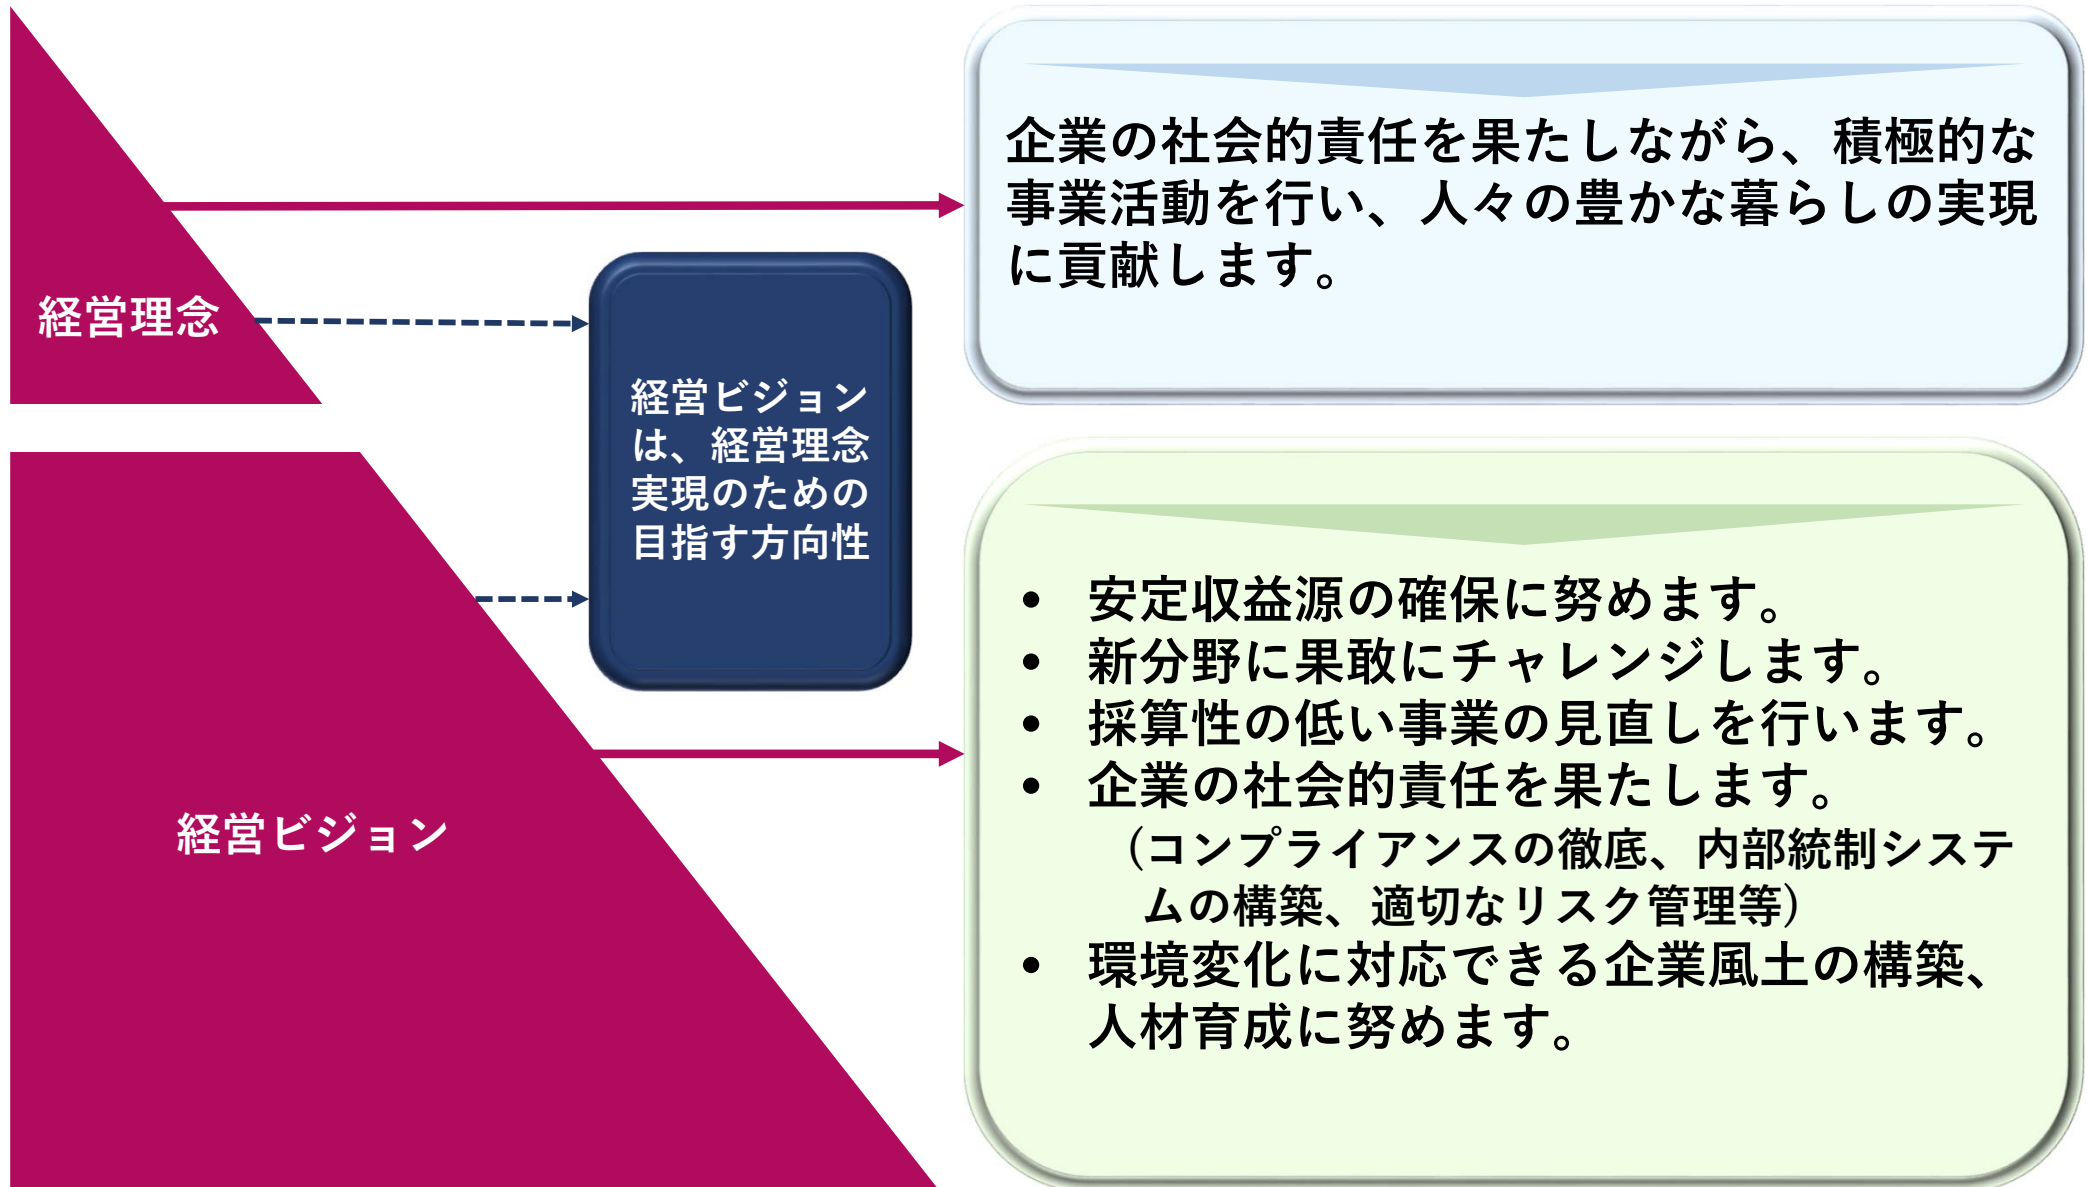 企業の社会的責任を果たしながら、積極的な
事業活動を行い、人々の豊かな暮らしの実現
に貢献します。
経営理念
経営ビジョン
は、経営理念
実現のための
目指す方向性
• 安定収益源の確保に努めます。
• 新分野に果敢にチャレンジします。
• 採算性の低い事業の見直しを行います。
• 企業の社会的責任を果たします。
（コンプライアンスの徹底、内部統制システ
ムの構築、適切なリスク管理等）
• 環境変化に対応できる企業風土の構築、
人材育成に努めます。
経営ビジョン